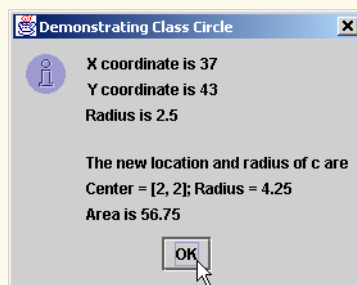 Demonstrating Class Circle
X coordinate is 37
Y coordinate is 43
Radius is 2.5
The new location and radius of c are
Center = [2, 2]; Radius = 4.25
Area is 56.75
OK